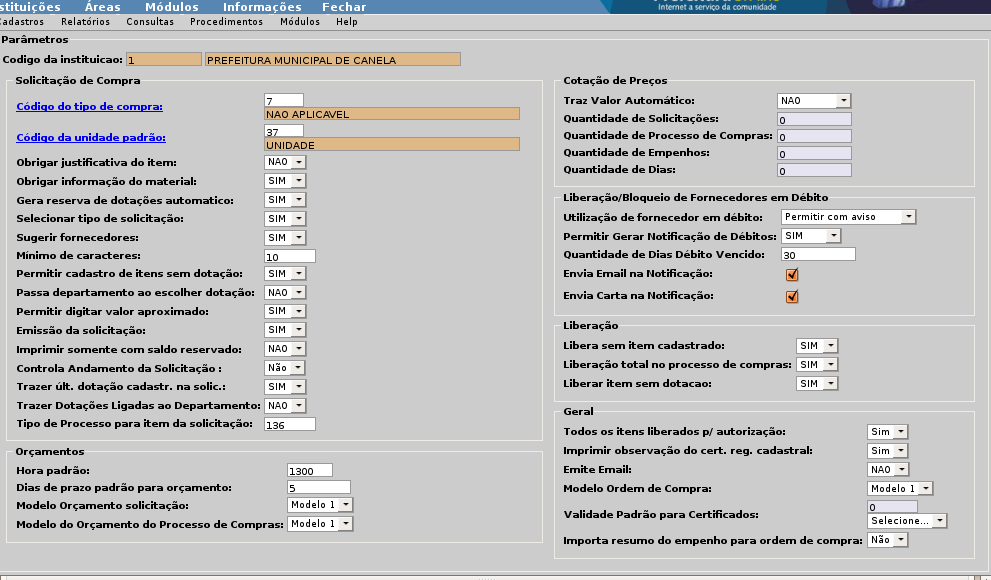 Áreas Módulos Informações Fechar
Internet a serviço da comunidade
Relatórios Consultas Procedimentos Módulos Help
Parâmetros
Codigo da instituicao: 1 PREFEITURA MUNICIPAL DE CANELA
Solicitação de Compra
Código do tipo de compra: 7
NAO APLICAVEL
Código da unidade padrão: 37
UNIDADE
Obrigar justificativa do item: NAO
Obrigar informação do material: SIM
Gera reserva de dotações automatico: SIM
Selecionar tipo de solicitação: SIM
Sugerir fornecedores: SIM
Mínimo de caracteres: 10
Permitir cadastro de itens sem dotação: SIM
Passa departamento ao escolher dotação: NAO
Permitir digitar valor aproximado: SIM
Emissão da solicitação: SIM
Imprimir somente com saldo reservado: NAO
Controla Andamento da Solicitação : Não
Trazer últ. dotação cadastr. na solic.: SIM
Trazer Dotações Ligadas ao Departamento: NAO
Tipo de Processo para item da solicitação: 136
Orçamentos
Hora padrão: 1300
Dias de prazo padrão para orçamento: 5
Modelo Orçamento solicitação: Modelo 1
Modelo do Orçamento do Processo de Compras: Modelo 1
Cotação de Preços
Traz Valor Automático: NAO
Quantidade de Solicitações: 0
Quantidade de Processo de Compras: 0
Quantidade de Empenhos: 0
Quantidade de Dias: 0
Liberação/Bloqueio de Fornecedores em Débito
Utilização de fornecedor em débito: Permitir com aviso
Permitir Gerar Notificação de Débitos: SIM
Quantidade de Dias Débito Vencido: 30
Envia Email na Notificação:
Envia Carta na Notificação:
Liberação
Libera sem item cadastrado: SIM
Liberação total no processo de compras: SIM
Liberar item sem dotacao: SIM
Geral
Todos os itens liberados p/ autorização: Sim
Imprimir observação do cert. reg. cadastral: Sim
Emite Email: NAO
Modelo Ordem de Compra: Modelo 1
Validade Padrão para Certificados: 0
Selecione...
Importa resumo do empenho para ordem de compra: Não